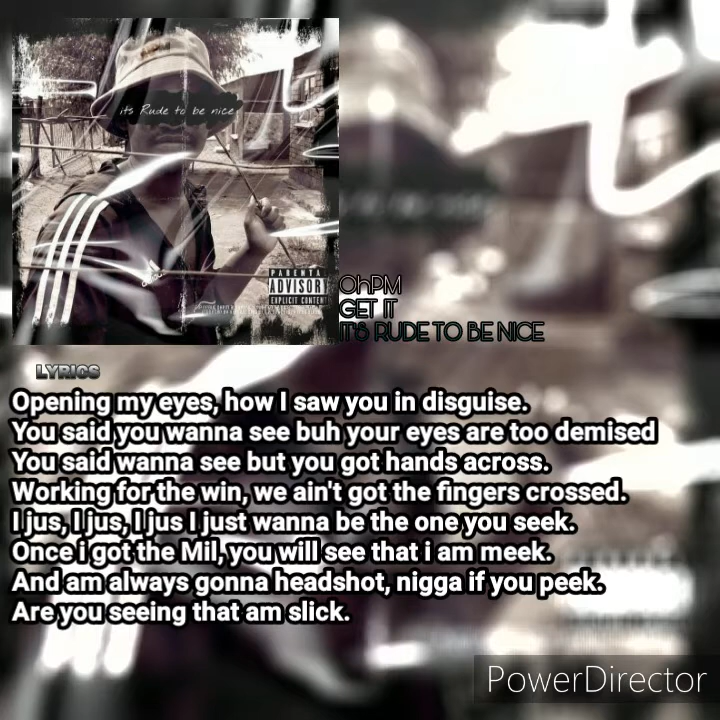 its Rude to be nice
PARENTAL
ADVISORY
EXPLICIT CONTENT
OhPM
GET IT
IT'S RUDE TO BE NICE
LYRICS
Opening my eyes, how I saw you in disguise.
You said you wanna see buh your eyes are too demised
You said wanna see but you got hands across.
Working for the win, we ain't got the fingers crossed.
I jus, I jus, I jus I just wanna be the one you seek.
Once i got the Mil, you will see that i am meek.
And am always gonna headshot, nigga if you peek.
Are you seeing that am slick.
PowerDirector